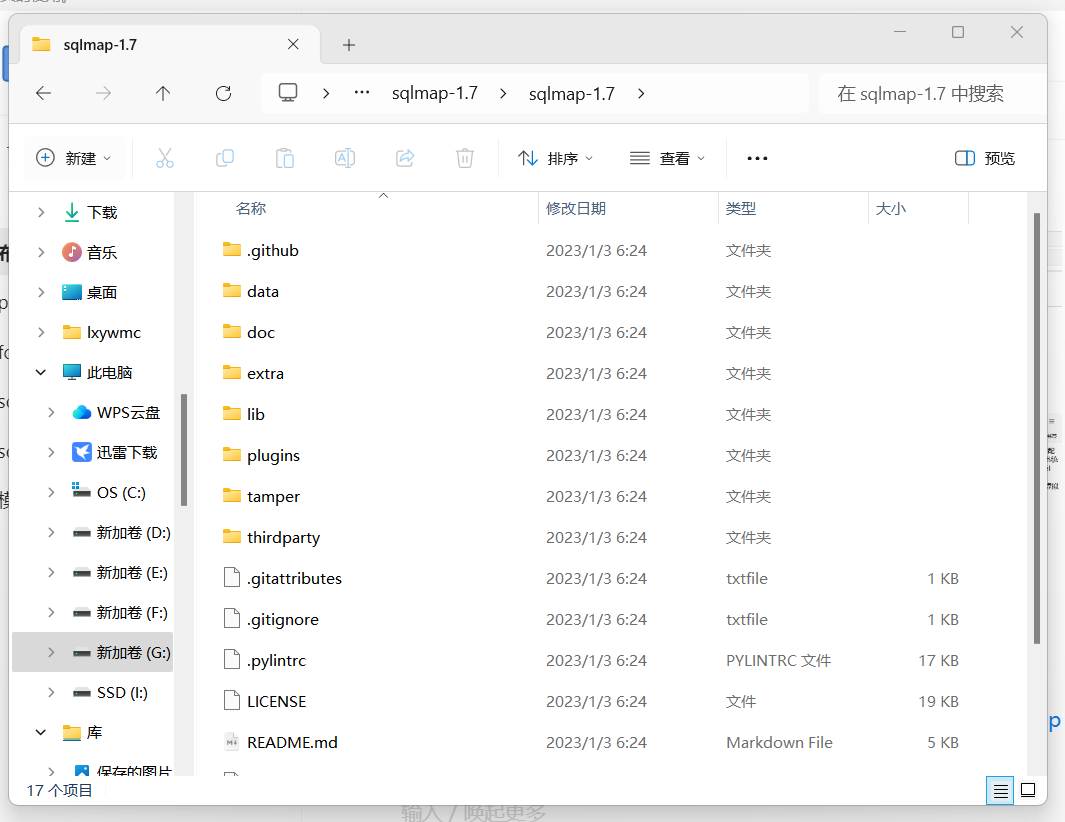 sqlmap-1.7
sqlmap-1.7 sqlmap-1.7 在 sqlmap-1.7 中搜索
新建 排序 查看 预览
名称 修改日期 类型 大小
下载
音乐
桌面
lxywmc
此电脑
WPS云盘
迅雷下载
OS (C:)
新加卷 (D:)
新加卷 (E:)
新加卷 (F:)
新加卷 (G:)
SSD (I:)
库
保存的图片
.github 2023/1/3 6:24 文件夹
data 2023/1/3 6:24 文件夹
doc 2023/1/3 6:24 文件夹
extra 2023/1/3 6:24 文件夹
lib 2023/1/3 6:24 文件夹
plugins 2023/1/3 6:24 文件夹
tamper 2023/1/3 6:24 文件夹
thirdparty 2023/1/3 6:24 文件夹
.gitattributes 2023/1/3 6:24 txtfile 1 KB
.gitignore 2023/1/3 6:24 txtfile 1 KB
.pylintrc 2023/1/3 6:24 PYLINTRC 文件 17 KB
LICENSE 2023/1/3 6:24 文件 19 KB
README.md 2023/1/3 6:24 Markdown File 5 KB
17 个项目
输入 / 唤起更多